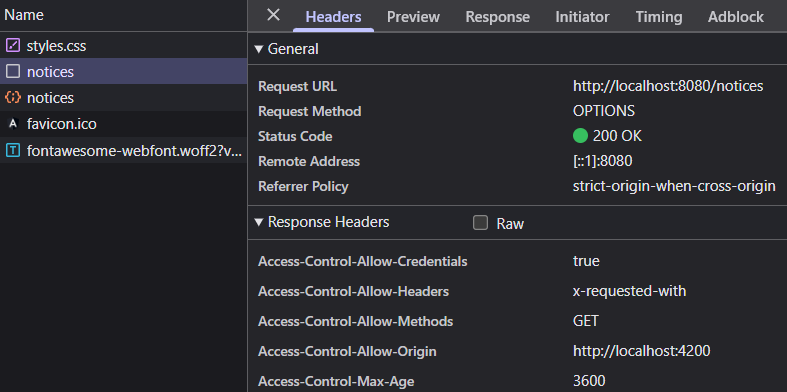 Name
styles.css
notices
notices
favicon.ico
fontawesome-webfont.woff2?v...
Headers Preview Response Initiator Timing Adblock
General
Request URL http://localhost:8080/notices
Request Method OPTIONS
Status Code 200 OK
Remote Address [::1]:8080
Referrer Policy strict-origin-when-cross-origin
Response Headers Raw
Access-Control-Allow-Credentials true
Access-Control-Allow-Headers x-requested-with
Access-Control-Allow-Methods GET
Access-Control-Allow-Origin http://localhost:4200
Access-Control-Max-Age 3600